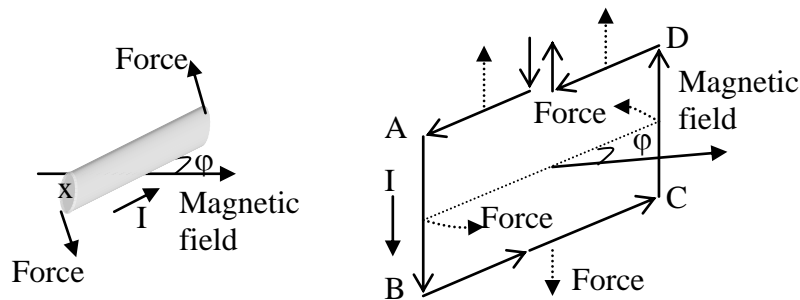 Force
x
φ
I
Magnetic
field
Force
D
Force
Magnetic
field
A
φ
I
Force
C
B
Force